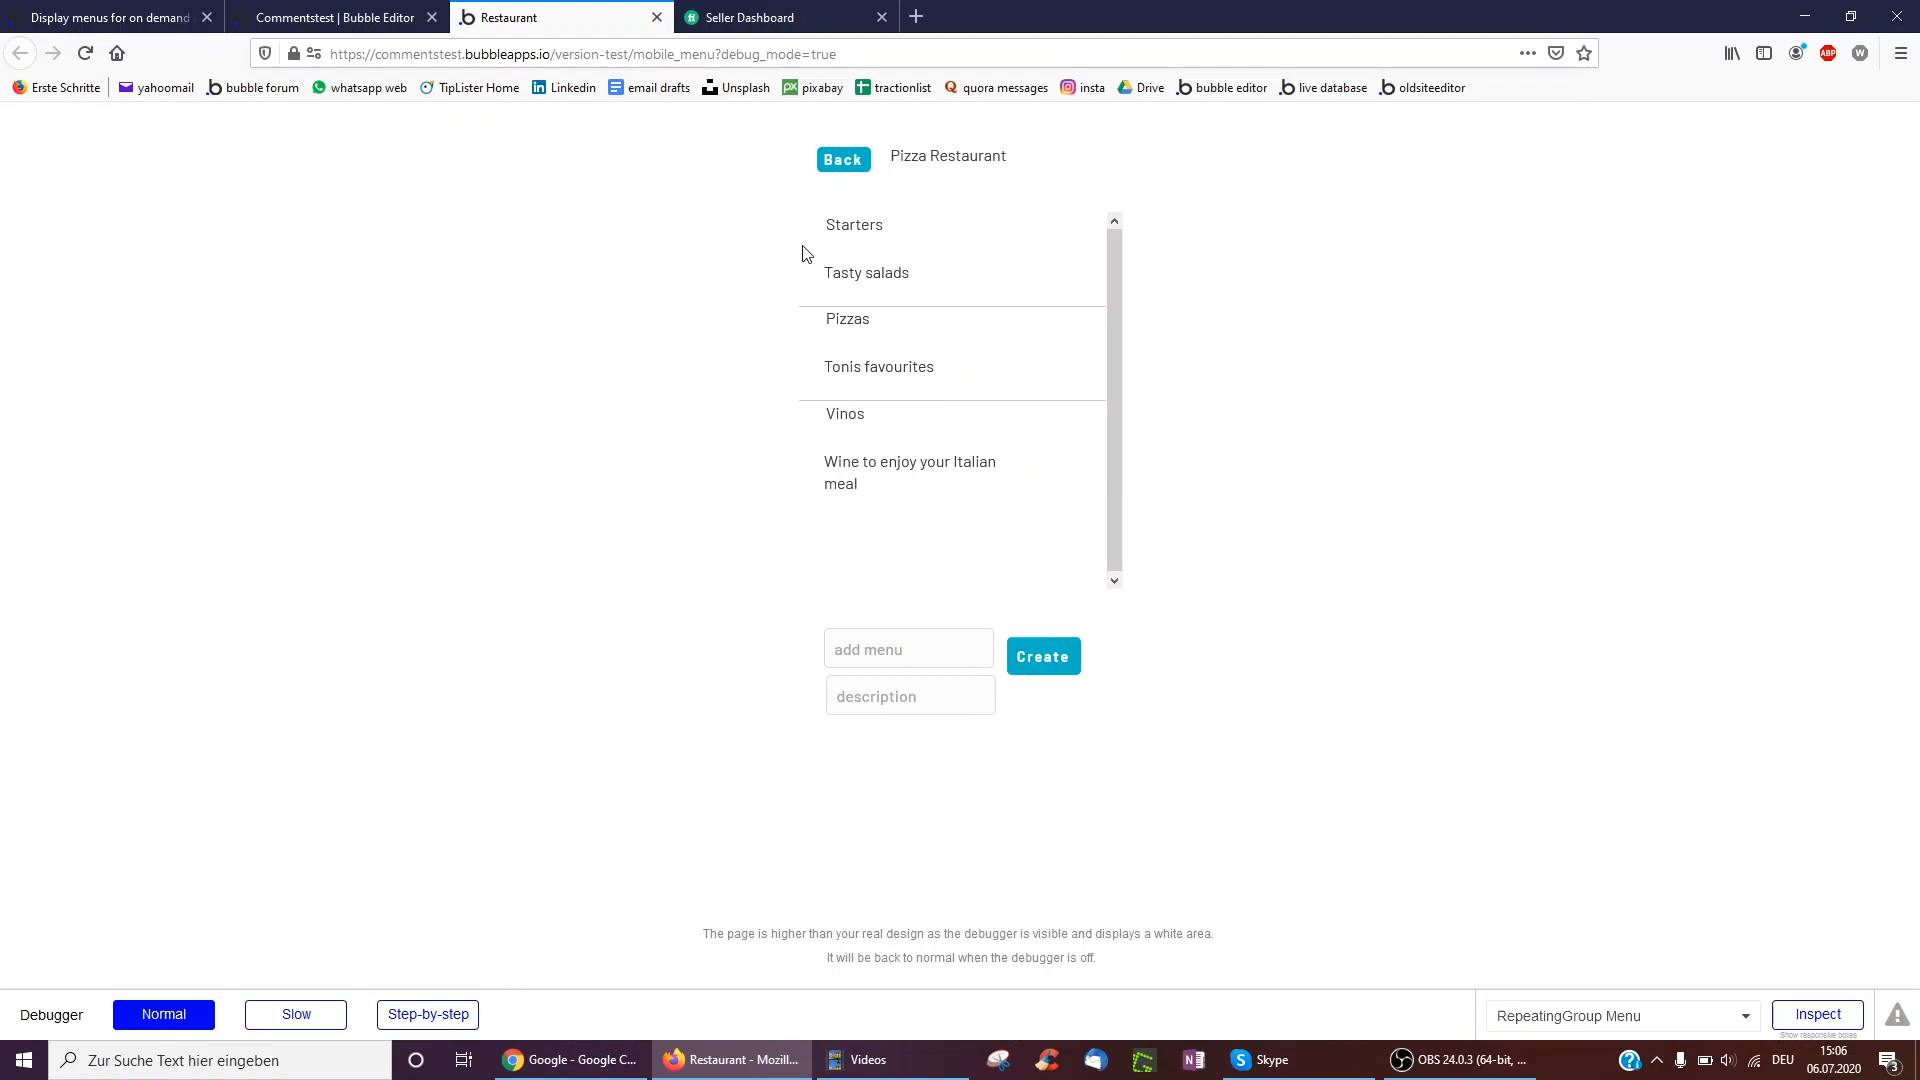 Display menus for on demand
Commentstest | Bubble Editor
Restaurant
Seller Dashboard
https://commentstest.bubbleapps.io/version-test/mobile_menu?debug_mode=true
ABP
W
Erste Schritte
yahoomail
bubble forum
whatsapp web
TipLister Home
Linkedin
email drafts
Unsplash
pixabay
tractionlist
quora messages
insta
Drive
bubble editor
live database
oldsiteeditor
Back
Pizza Restaurant
Starters
Tasty salads
Pizzas
Tonis favourites
Vinos
Wine to enjoy your Italian
meal
add menu
Create
description
The page is higher than your real design as the debugger is visible and displays a white area.
It will be back to normal when the debugger is off.
Debugger
Normal
Slow
Step-by-step
RepeatingGroup Menu
Inspect
Show responsive boxes
Zur Suche Text hier eingeben
Google - Google C...
Restaurant - Mozill...
Videos
Skype
OBS 24.0.3 (64-bit, ...
DEU
15:06
06.07.2020
3